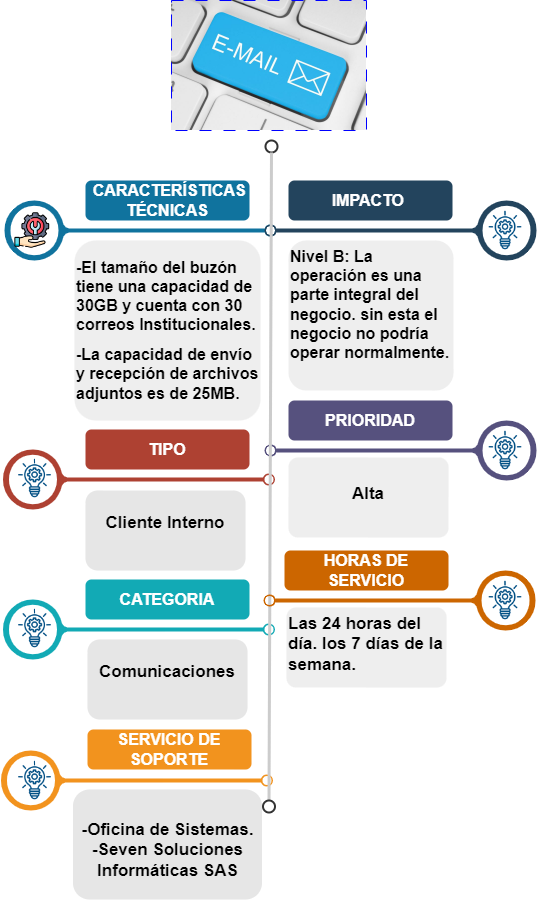 E-MAIL
CARACTERÍSTICAS
TÉCNICAS
-El tamaño del buzón
tiene una capacidad de
30GB y cuenta con 30
correos Institucionales.
-La capacidad de envío
y recepción de archivos
adjuntos es de 25MB.
IMPACTO
Nivel B: La
operación es una
parte integral del
negocio. sin esta el
negocio no podría
operar normalmente.
PRIORIDAD
Alta
TIPO
Cliente Interno
HORAS DE
SERVICIO
Las 24 horas del
día. los 7 días de la
semana.
CATEGORIA
Comunicaciones
SERVICIO DE
SOPORTE
-Oficina de Sistemas.
-Seven Soluciones
Informáticas SAS